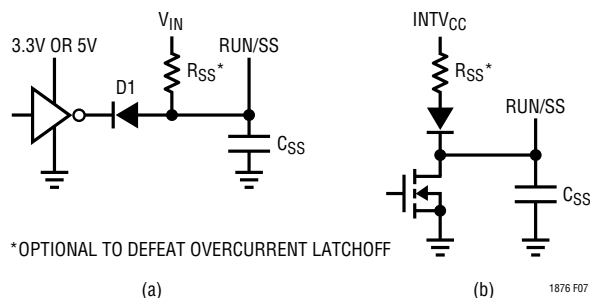 3.3V OR 5V
D1
V_IN
R_SS*
RUN/SS
C_SS
INTV_CC
R_SS*
RUN/SS
C_SS
*OPTIONAL TO DEFEAT OVERCURRENT LATCHOFF
(a)
(b)
1876 F07